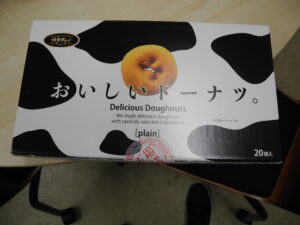 おいしいドーナツ。
Delicious Doughnuts
We made delicious doughnuts
with carefully selected ingredients.
[plain]
20個入